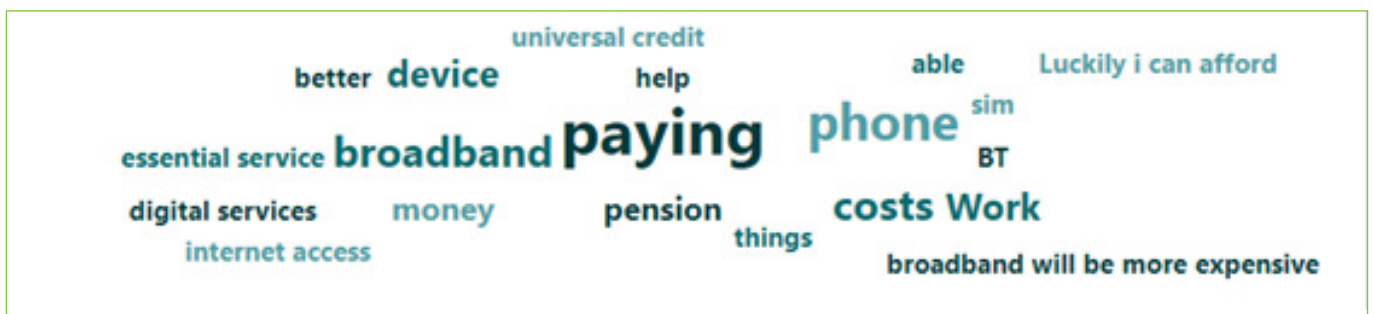 universal credit
better device help able Luckily i can afford
paying phone sim
essential service broadband BT
digital services money pension costs Work
internet access things
broadband will be more expensive